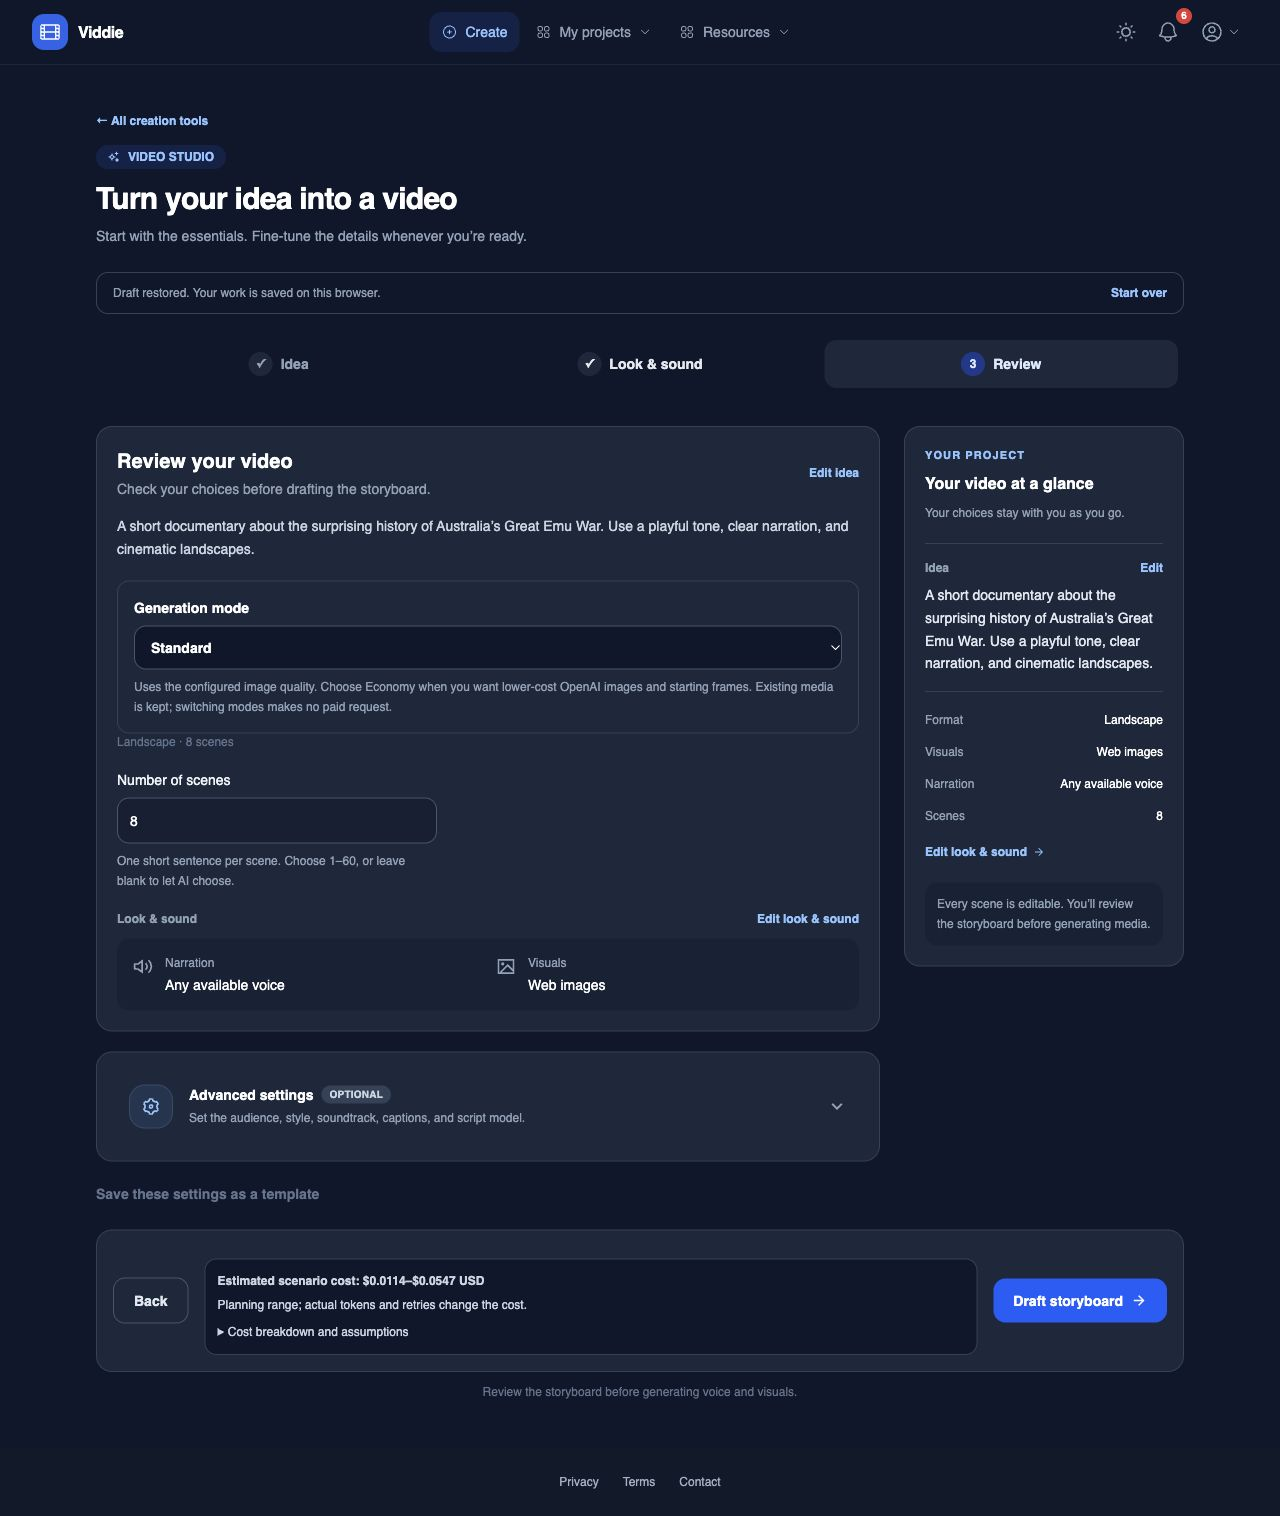 Viddie
Create
My projects
Resources
6
← All creation tools
VIDEO STUDIO
Turn your idea into a video
Start with the essentials. Fine-tune the details whenever you’re ready.
Draft restored. Your work is saved on this browser.
Start over
✓ Idea
✓ Look & sound
3 Review
Review your video
Check your choices before drafting the storyboard.
Edit idea
A short documentary about the surprising history of Australia’s Great Emu War. Use a playful tone, clear narration, and
cinematic landscapes.
Generation mode
Standard
Uses the configured image quality. Choose Economy when you want lower-cost OpenAI images and starting frames. Existing media
is kept; switching modes makes no paid request.
Landscape · 8 scenes
Number of scenes
8
One short sentence per scene. Choose 1–60, or leave
blank to let AI choose.
Look & sound
Edit look & sound
Narration
Any available voice
Visuals
Web images
YOUR PROJECT
Your video at a glance
Your choices stay with you as you go.
Idea
Edit
A short documentary about the
surprising history of Australia’s Great
Emu War. Use a playful tone, clear
narration, and cinematic landscapes.
Format
Landscape
Visuals
Web images
Narration
Any available voice
Scenes
8
Edit look & sound →
Every scene is editable. You’ll review
the storyboard before generating media.
Advanced settings OPTIONAL
Set the audience, style, soundtrack, captions, and script model.
Save these settings as a template
Back
Estimated scenario cost: $0.0114–$0.0547 USD
Planning range; actual tokens and retries change the cost.
▶ Cost breakdown and assumptions
Draft storyboard →
Review the storyboard before generating voice and visuals.
Privacy
Terms
Contact